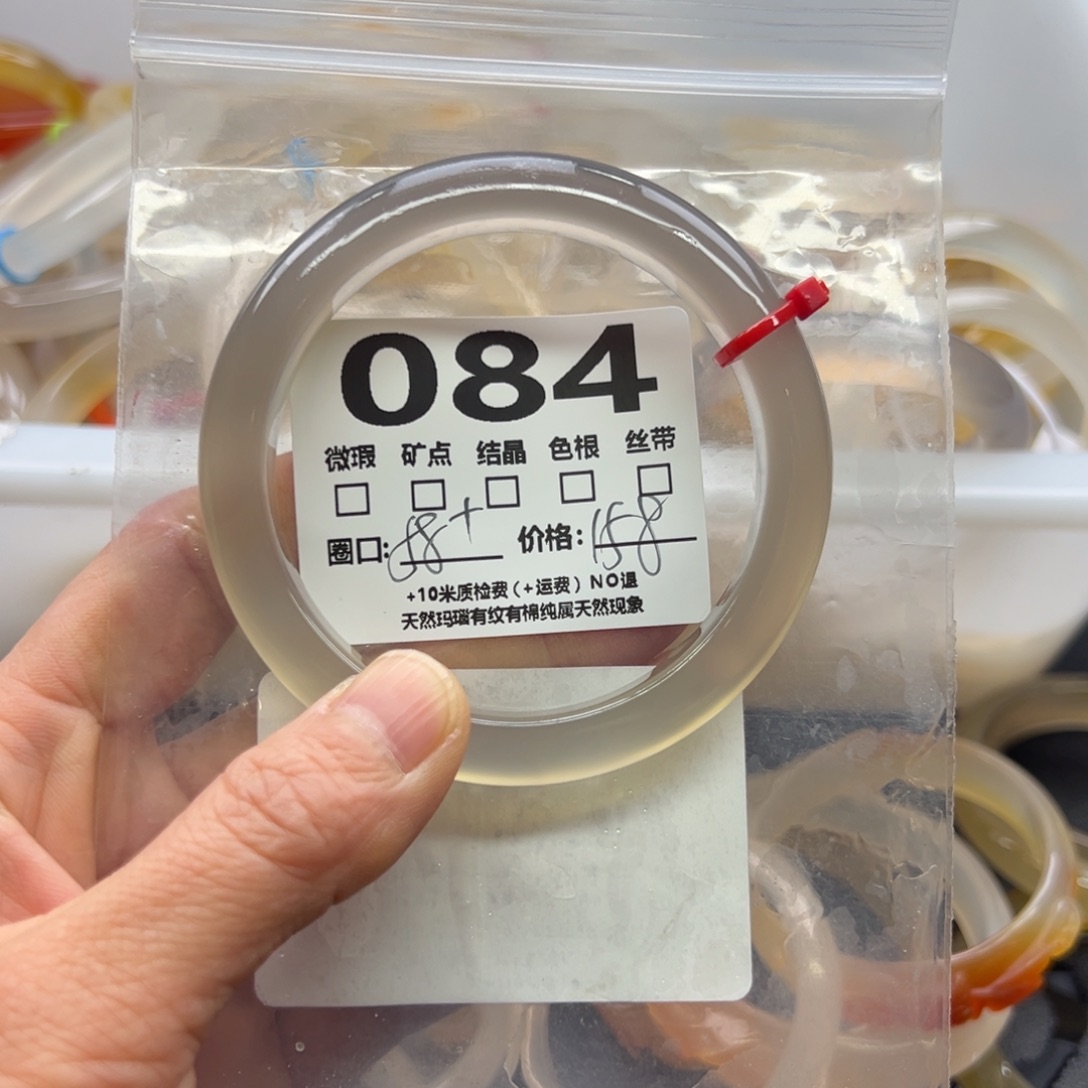 084
微瑕 矿点 结晶 色根 丝带
圈口: 58+ 价格: 158
+10米质检费（+运费）NO退
天然玛瑙有纹有棉纯属天然现象